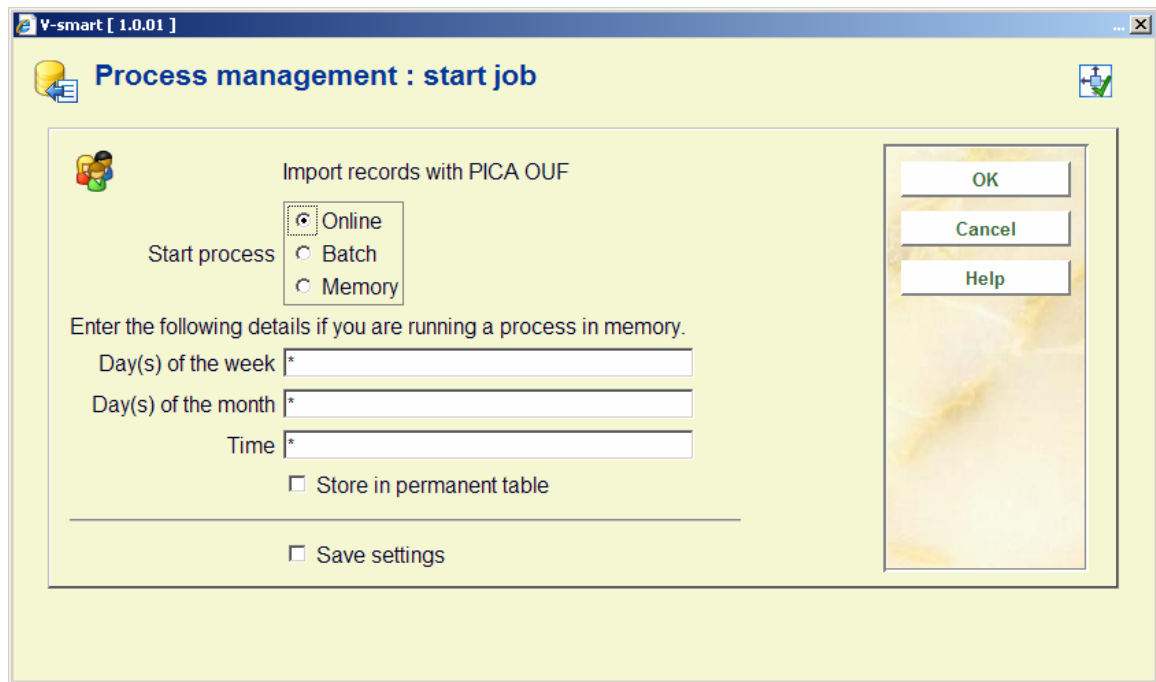 V-smart [ 1.0.01 ]
...
Process management : start job
Import records with PICA OUF
Start process
Online
Batch
Memory
Enter the following details if you are running a process in memory.
Day(s) of the week *
Day(s) of the month *
Time *
Store in permanent table
Save settings
OK
Cancel
Help